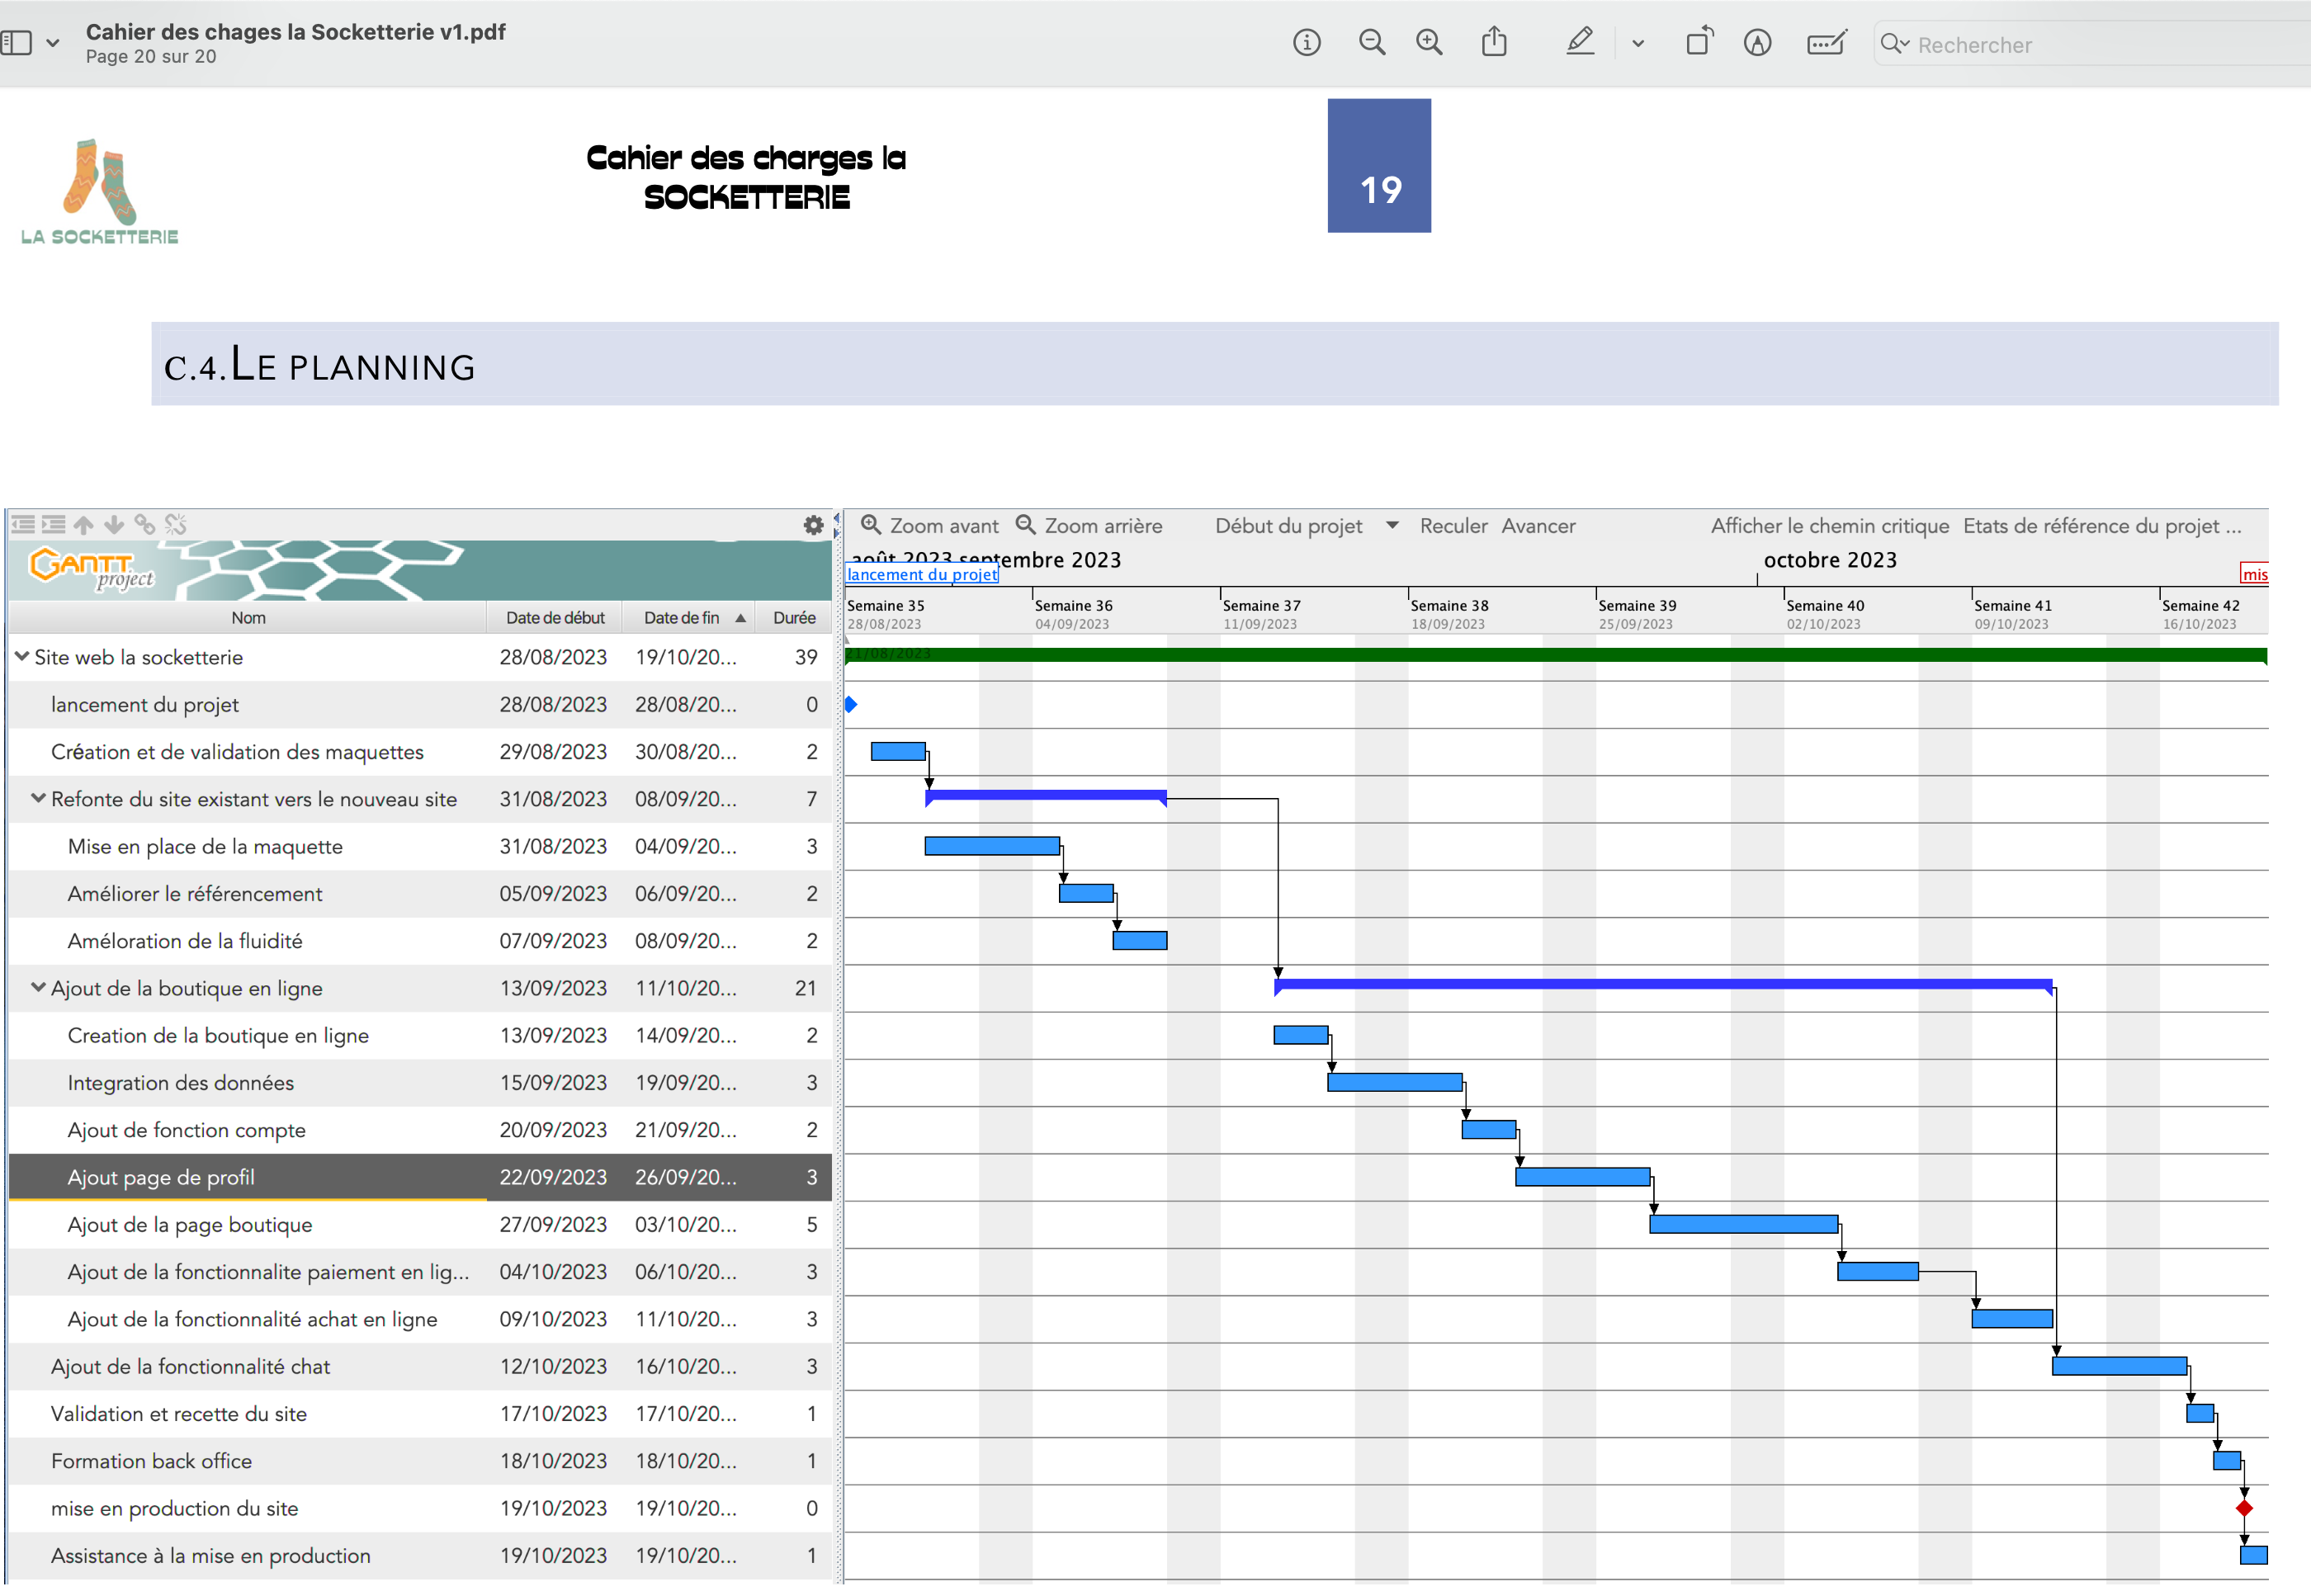 Cahier des chages la Socketterie v1.pdf
Page 20 sur 20
Rechercher
LA SOCKETTERIE
Cahier des charges la
SOCKETTERIE
19
C.4.LE PLANNING
Zoom avant Zoom arrière Début du projet Reculer Avancer Afficher le chemin critique Etats de référence du projet ...
GANTT
project
août 2023 septembre 2023 octobre 2023
lancement du projet mis
Nom Date de début Date de fin Durée
Semaine 35 Semaine 36 Semaine 37 Semaine 38 Semaine 39 Semaine 40 Semaine 41 Semaine 42
28/08/2023 04/09/2023 11/09/2023 18/09/2023 25/09/2023 02/10/2023 09/10/2023 16/10/2023
Site web la socketterie 28/08/2023 19/10/20... 39 21/08/2023
lancement du projet 28/08/2023 28/08/20... 0
Création et de validation des maquettes 29/08/2023 30/08/20... 2
Refonte du site existant vers le nouveau site 31/08/2023 08/09/20... 7
Mise en place de la maquette 31/08/2023 04/09/20... 3
Améliorer le référencement 05/09/2023 06/09/20... 2
Améloration de la fluidité 07/09/2023 08/09/20... 2
Ajout de la boutique en ligne 13/09/2023 11/10/20... 21
Creation de la boutique en ligne 13/09/2023 14/09/20... 2
Integration des données 15/09/2023 19/09/20... 3
Ajout de fonction compte 20/09/2023 21/09/20... 2
Ajout page de profil 22/09/2023 26/09/20... 3
Ajout de la page boutique 27/09/2023 03/10/20... 5
Ajout de la fonctionnalite paiement en lig... 04/10/2023 06/10/20... 3
Ajout de la fonctionnalité achat en ligne 09/10/2023 11/10/20... 3
Ajout de la fonctionnalité chat 12/10/2023 16/10/20... 3
Validation et recette du site 17/10/2023 17/10/20... 1
Formation back office 18/10/2023 18/10/20... 1
mise en production du site 19/10/2023 19/10/20... 0
Assistance à la mise en production 19/10/2023 19/10/20... 1